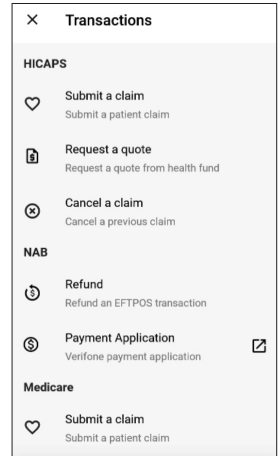 Transactions
HICAPS
Submit a claim
Submit a patient claim
Request a quote
Request a quote from health fund
Cancel a claim
Cancel a previous claim
NAB
Refund
Refund an EFTPOS transaction
Payment Application
Verifone payment application
Medicare
Submit a claim
Submit a patient claim